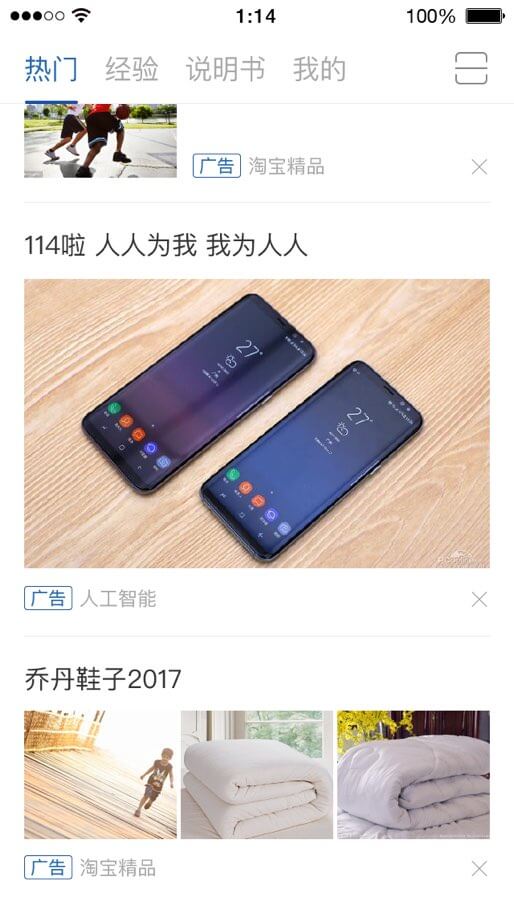 1:14
100%
热门 经验 说明书 我的
广告 淘宝精品
114啦 人人为我 我为人人
27°
27°
广告 人工智能
乔丹鞋子2017
广告 淘宝精品